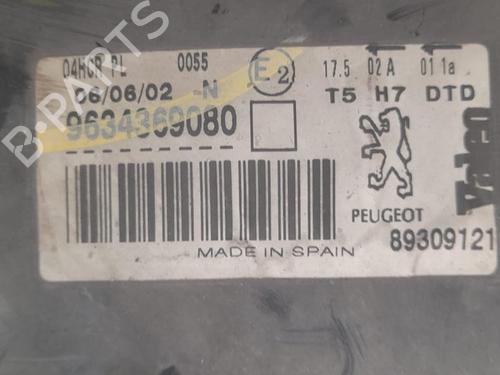 04HCR PL 0055 E 2 17.5 02 A 01 1a
06/06/02 N T5 H7 DTD
9634369080
PEUGEOT
Valeo
89309121
MADE IN SPAIN
B-PARTS